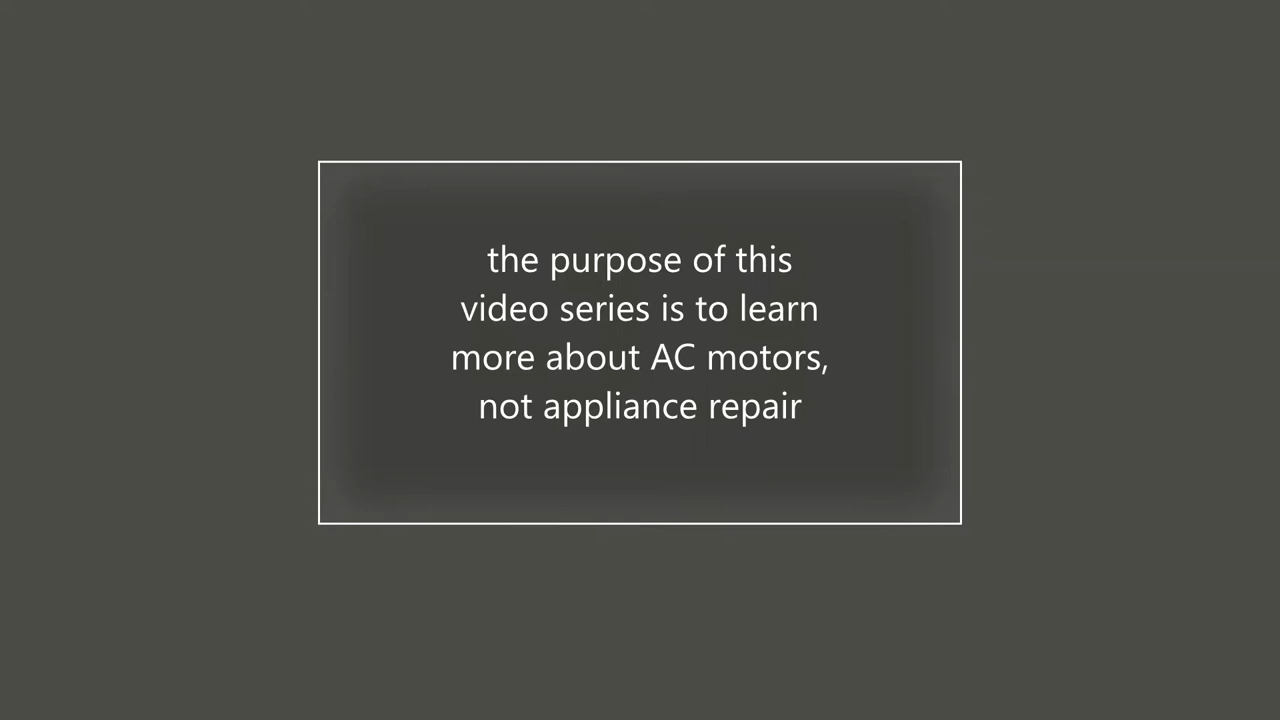 the purpose of this
video series is to learn
more about AC motors,
not appliance repair